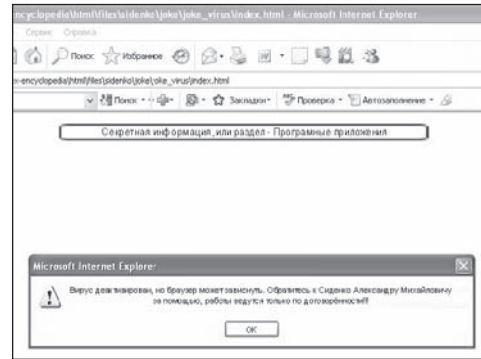 ncyclopedia\html\files\sidenko\joke\joke_virus\index.html - Microsoft Internet Explorer
Сервис Справка
Поиск Избранное
x-encyclopedia\html\files\sidenko\joke\joke_virus\index.html
Поиск Закладки Проверка Автозаполнение
Секретная информация, или раздел - Програмные приложения
Microsoft Internet Explorer
Вирус деактивирован, но браузер может зависнуть. Обратитесь к Сиденко Александру Михайловичу
за помощью, работы ведутся только по договорённости!!!
OK